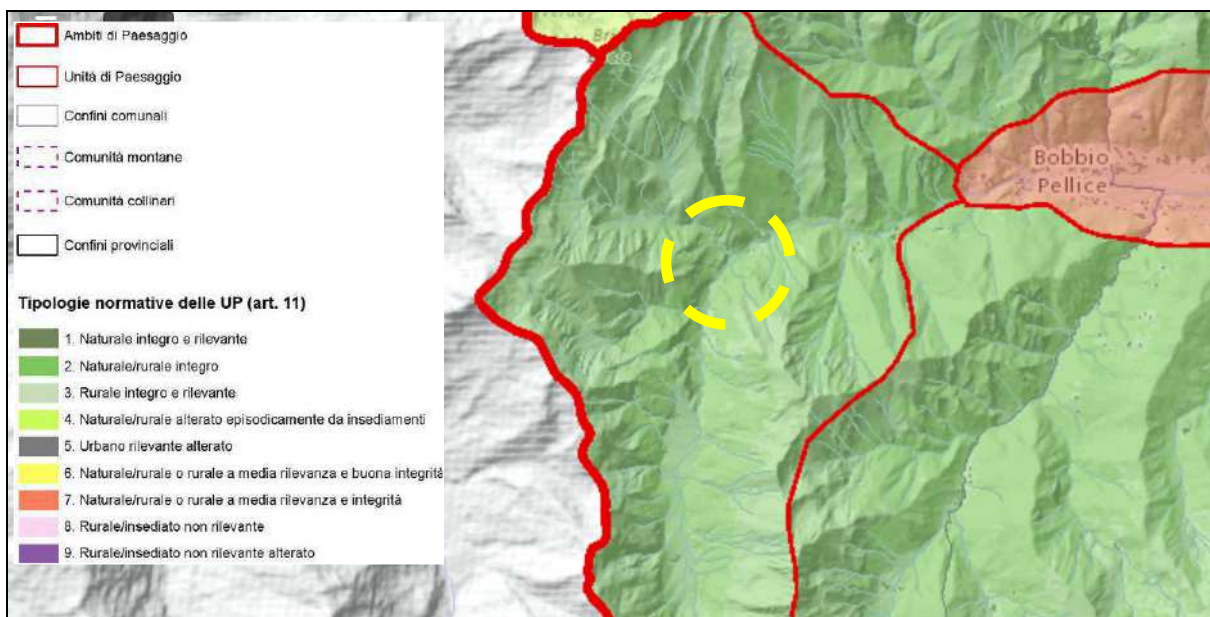 Ambiti di Paesaggio
Unità di Paesaggio
Confini comunali
Comunità montane
Comunità collinari
Confini provinciali
Tipologie normative delle UP (art. 11)
1. Naturale integro e rilevante
2. Naturale/rurale integro
3. Rurale integro e rilevante
4. Naturale/rurale alterato episodicamente da insediamenti
5. Urbano rilevante alterato
6. Naturale/rurale o rurale a media rilevanza e buona integrità
7. Naturale/rurale o rurale a media rilevanza e integrità
8. Rurale/insediato non rilevante
9. Rurale/insediato non rilevante alterato
Bobbio
Pellice